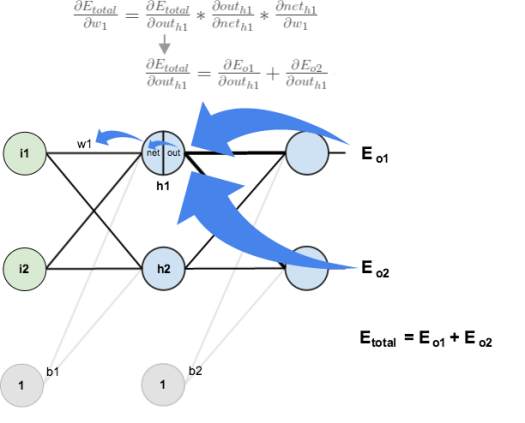 ∂E_total/∂w_1 = ∂E_total/∂out_h1 * ∂out_h1/∂net_h1 * ∂net_h1/∂w_1
∂E_total/∂out_h1 = ∂E_o1/∂out_h1 + ∂E_o2/∂out_h1
w1
i1
net
out
E o1
h1
i2
h2
E o2
E total = E o1 + E o2
b1
b2
1
1